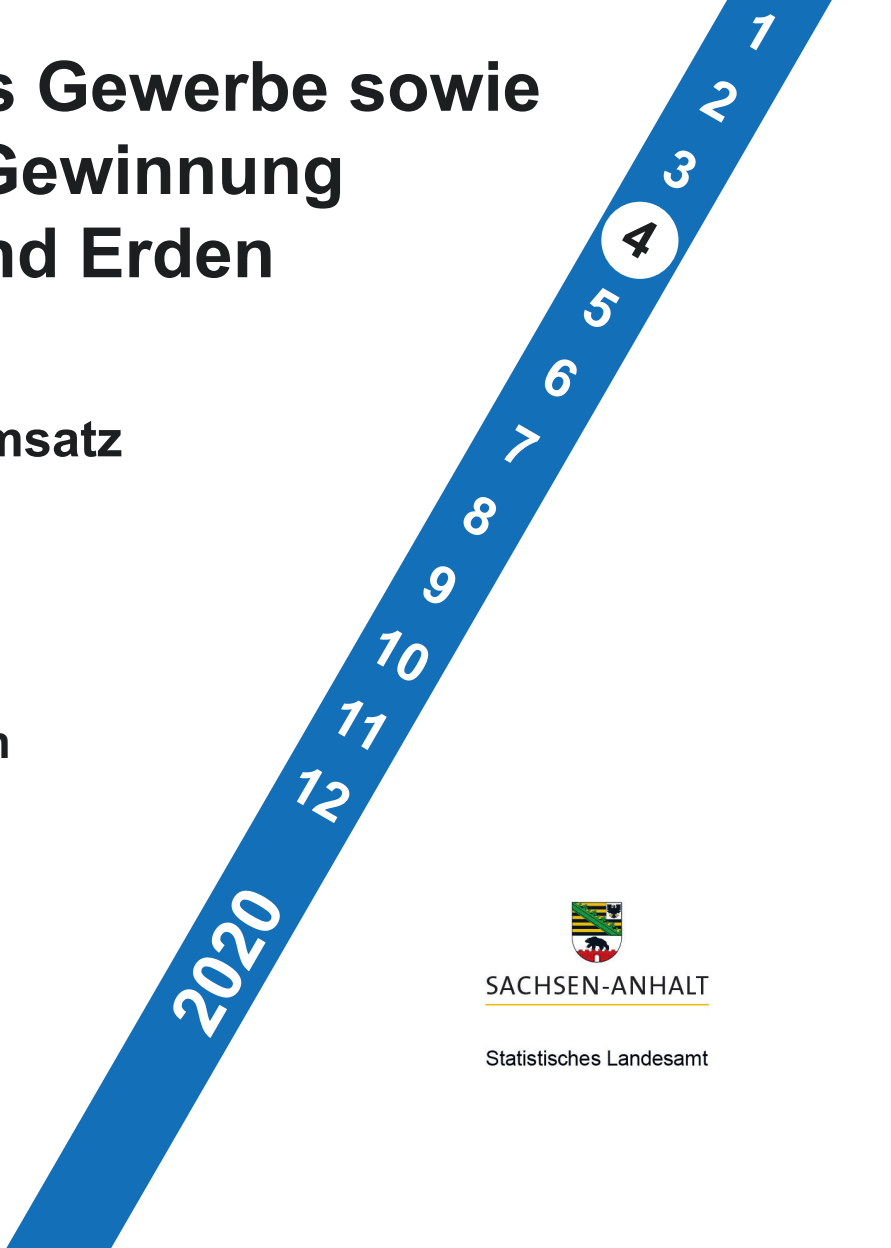 s Gewerbe sowie
Gewinnung
nd Erden
msatz
n
1
2
3
4
5
6
7
8
9
10
11
12
2020
SACHSEN-ANHALT
Statistisches Landesamt